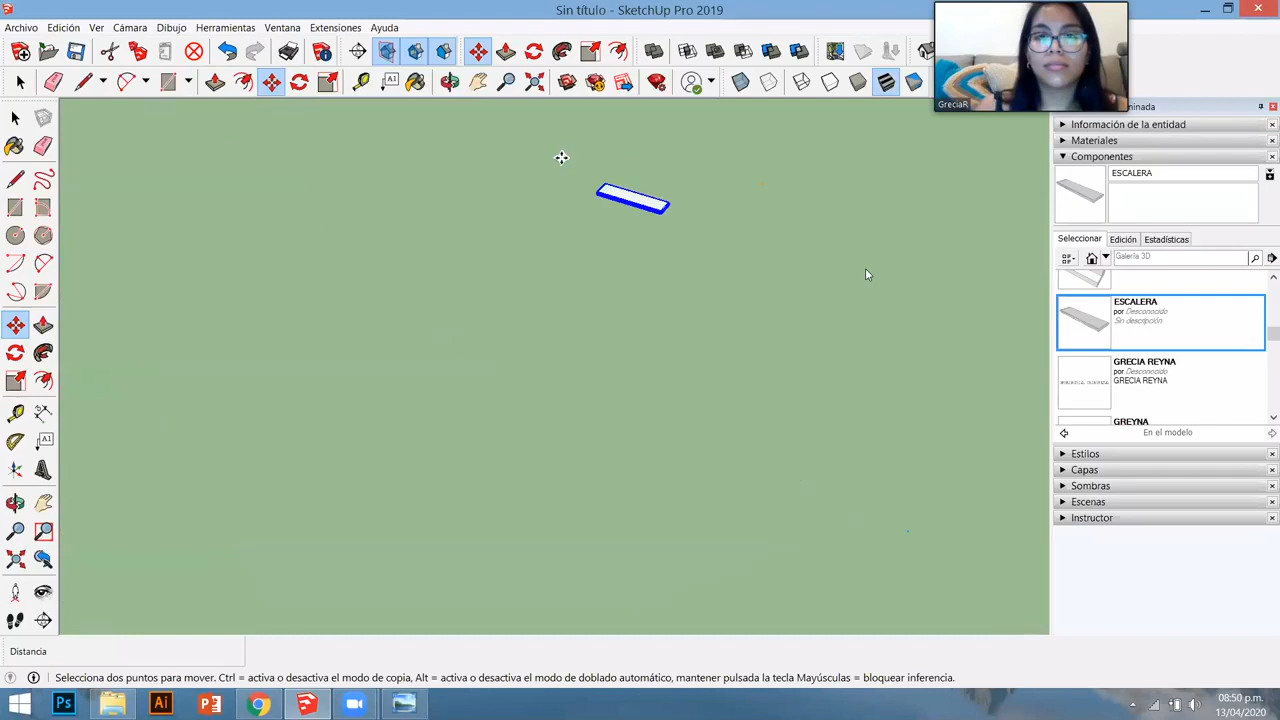 Sin título - SketchUp Pro 2019
Archivo Edición Ver Cámara Dibujo Herramientas Ventana Extensiones Ayuda
GreciaR
A1
Información de la entidad
Materiales
Componentes
ESCALERA
Seleccionar Edición Estadísticas
Galería 3D
ESCALERA
por Desconocido
Sin descripción
GRECIA REYNA
por Desconocido
GRECIA REYNA
GREYNA
En el modelo
Estilos
Capas
Sombras
Escenas
Instructor
A1
Distancia
Selecciona dos puntos para mover. Ctrl = activa o desactiva el modo de copia, Alt = activa o desactiva el modo de doblado automático, mantener pulsada la tecla Mayúsculas = bloquear inferencia.
Ps
Ai
08:50 p.m.
13/04/2020